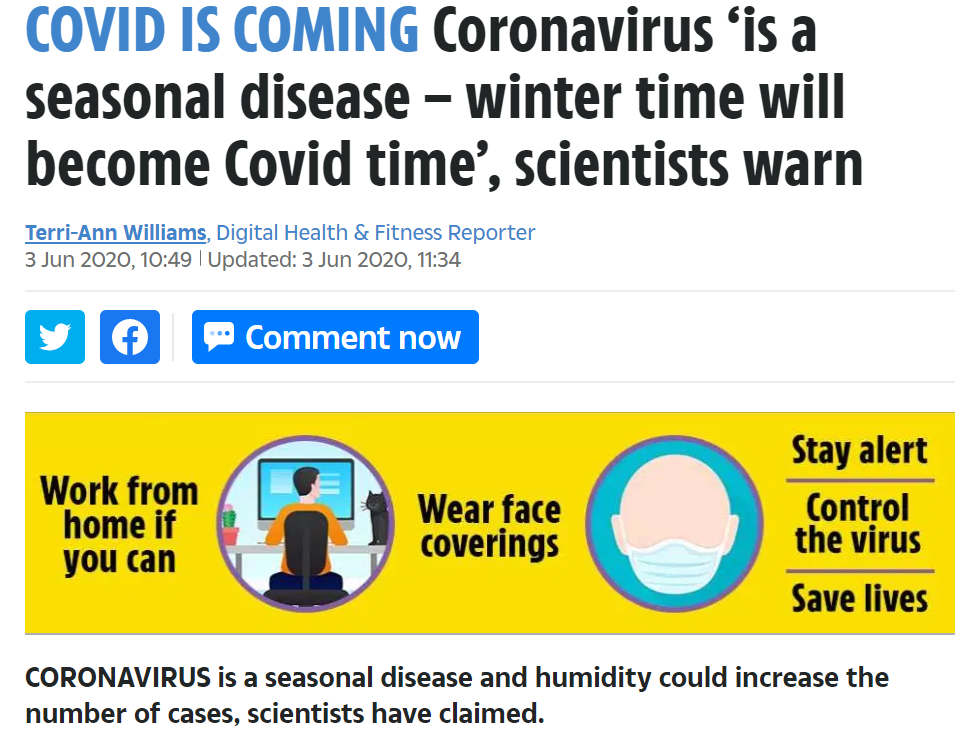 COVID IS COMING Coronavirus ‘is a
seasonal disease – winter time will
become Covid time’, scientists warn
Terri-Ann Williams, Digital Health & Fitness Reporter
3 Jun 2020, 10:49 | Updated: 3 Jun 2020, 11:34
Comment now
Work from
home if
you can
Wear face
coverings
Stay alert
Control
the virus
Save lives
CORONAVIRUS is a seasonal disease and humidity could increase the
number of cases, scientists have claimed.